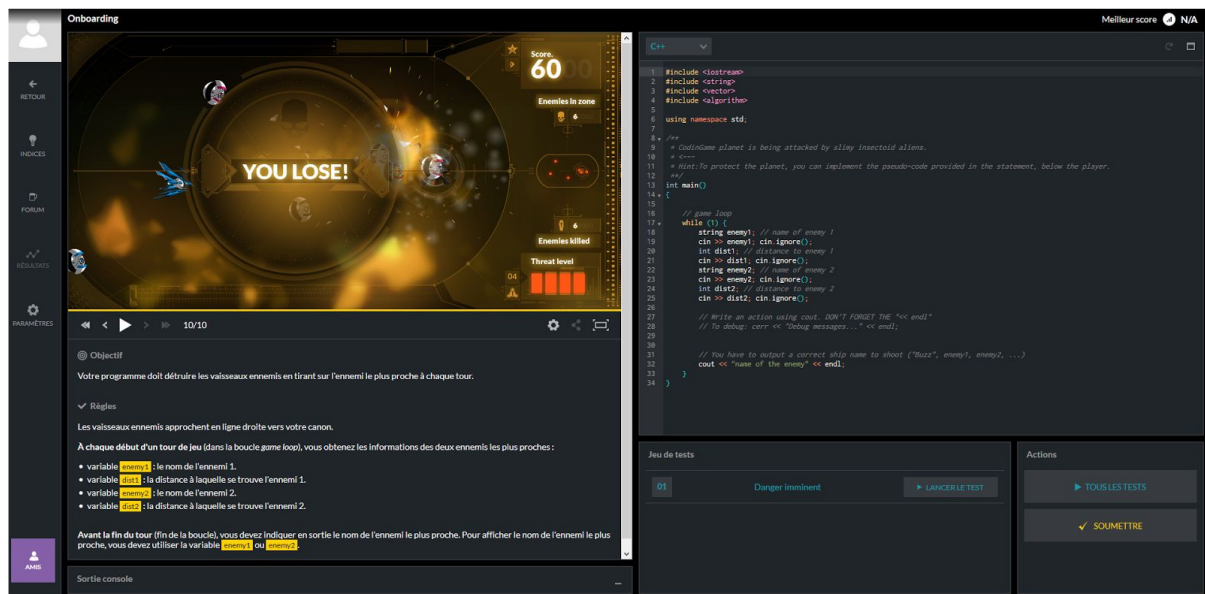 Onboarding
Meilleur score N/A
RETOUR
INDICES
FORUM
RÉSULTATS
PARAMÈTRES
AMIS
Score.
6000
Enemies in zone
6
YOU LOSE!
6
Enemies killed
Threat level
04
10/10
Objectif
Votre programme doit détruire les vaisseaux ennemis en tirant sur l'ennemi le plus proche à chaque tour.
Règles
Les vaisseaux ennemis approchent en ligne droite vers votre canon.
À chaque début d'un tour de jeu (dans la boucle game loop), vous obtenez les informations des deux ennemis les plus proches :
• variable enemy1 : le nom de l'ennemi 1.
• variable dist1 : la distance à laquelle se trouve l'ennemi 1.
• variable enemy2 : le nom de l'ennemi 2.
• variable dist2 : la distance à laquelle se trouve l'ennemi 2.
Avant la fin du tour (fin de la boucle), vous devez indiquer en sortie le nom de l'ennemi le plus proche. Pour afficher le nom de l'ennemi le plus
proche, vous devez utiliser la variable enemy1 ou enemy2.
Sortie console
C++
1 #include <iostream>
2 #include <string>
3 #include <vector>
4 #include <algorithm>
5
6 using namespace std;
7
8 /**
9 * CodinGame planet is being attacked by slimy insectoid aliens.
10 * <---
11 * Hint:To protect the planet, you can implement the pseudo-code provided in the statement, below the player.
12 **/
13 int main()
14 {
15
16 // game loop
17 while (1) {
18 string enemy1; // name of enemy 1
19 cin >> enemy1; cin.ignore();
20 int dist1; // distance to enemy 1
21 cin >> dist1; cin.ignore();
22 string enemy2; // name of enemy 2
23 cin >> enemy2; cin.ignore();
24 int dist2; // distance to enemy 2
25 cin >> dist2; cin.ignore();
26
27 // Write an action using cout. DON'T FORGET THE "<< endl"
28 // To debug: cerr << "Debug messages..." << endl;
29
30
31 // You have to output a correct ship name to shoot ("Buzz", enemy1, enemy2, ...)
32 cout << "name of the enemy" << endl;
33 }
34 }
Jeu de tests
01 Danger imminent LANCER LE TEST
Actions
TOUS LES TESTS
SOUMETTRE